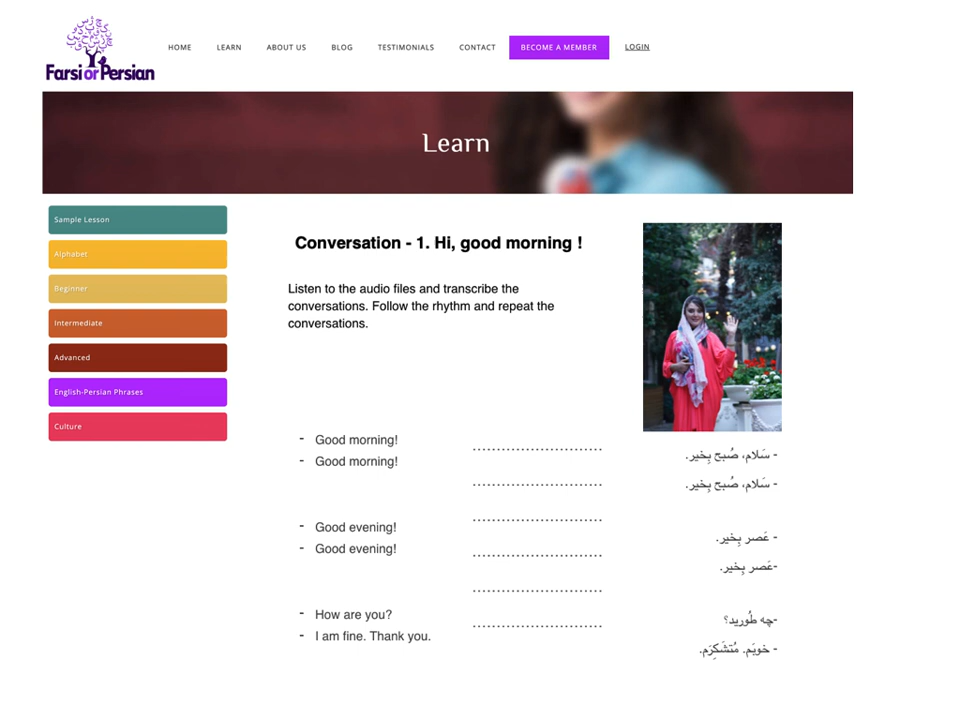 Farsi or Persian
HOME LEARN ABOUT US BLOG TESTIMONIALS CONTACT BECOME A MEMBER LOGIN
Learn
Sample Lesson
Alphabet
Beginner
Intermediate
Advanced
English-Persian Phrases
Culture
Conversation - 1. Hi, good morning !
Listen to the audio files and transcribe the
conversations. Follow the rhythm and repeat the
conversations.
- Good morning!
- Good morning!
- Good evening!
- Good evening!
- How are you?
- I am fine. Thank you.
...........................
...........................
...........................
...........................
...........................
...........................
- سَلام، صُبح بِخیر.
- سَلام، صُبح بِخیر.
- عَصر بِخیر.
-عَصر بِخیر.
-چه طُورید؟
- خوبَم. مُتشَکِرَم.